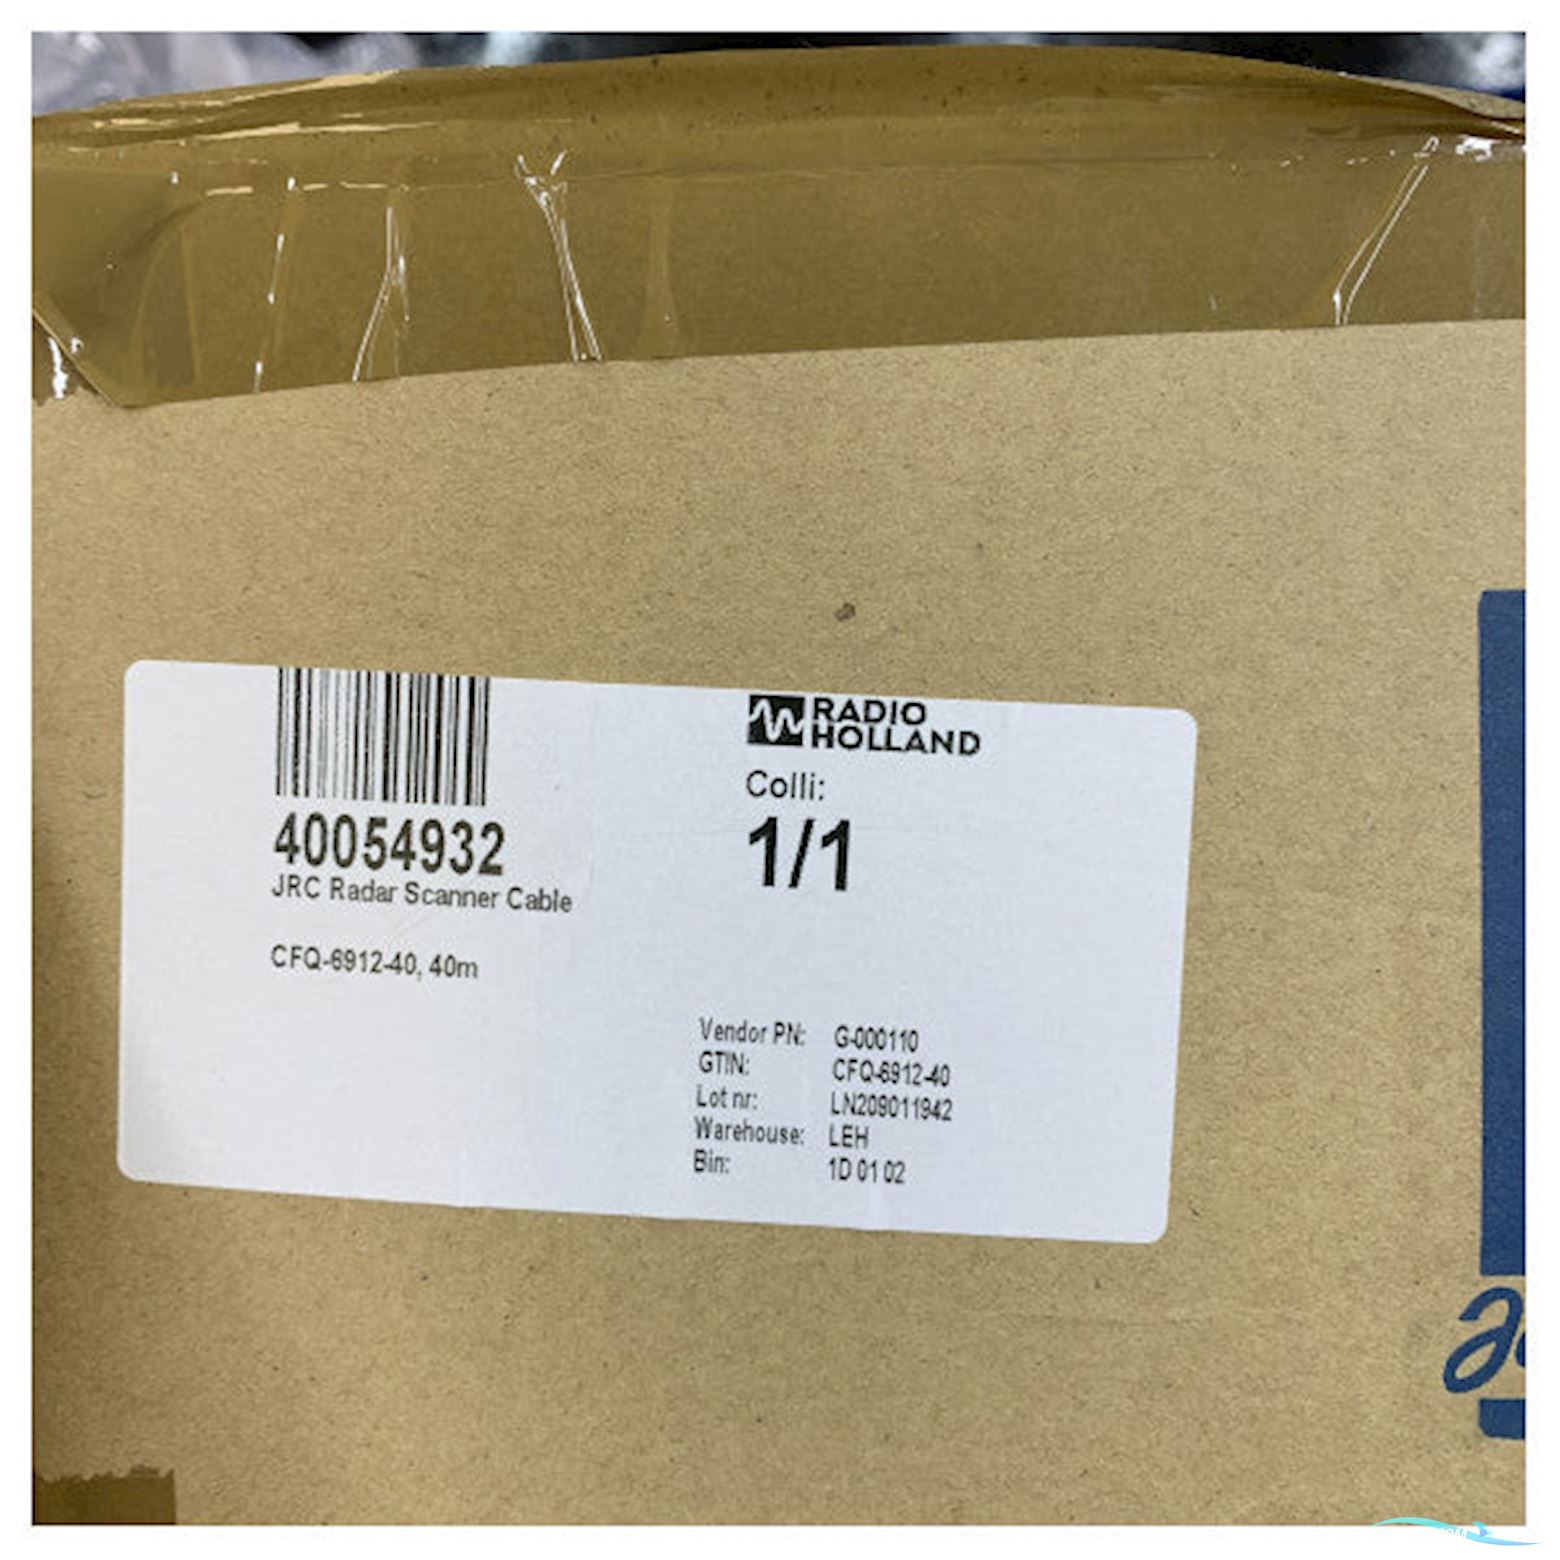 40054932
JRC Radar Scanner Cable
CFQ-6912-40, 40m
RADIO
HOLLAND
Colli:
1/1
Vendor PN: G-000110
GTIN: CFQ-6912-40
Lot nr: LN209011942
Warehouse: LEH
Bin: 1D 01 02